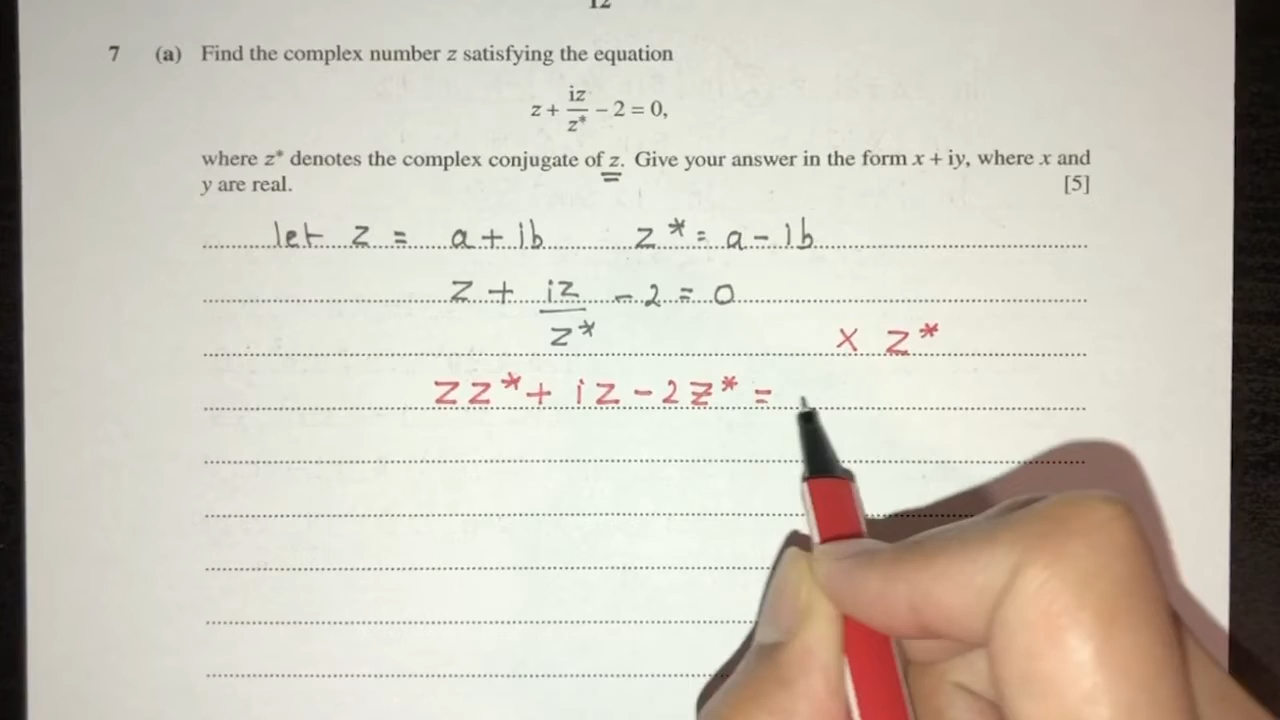 12
7 (a) Find the complex number z satisfying the equation
z + iz/z* − 2 = 0,
where z* denotes the complex conjugate of z. Give your answer in the form x + iy, where x and
y are real. [5]
let z = a + ib z* = a − ib
z + iz/z* − 2 = 0
× z*
zz* + iz − 2z* =